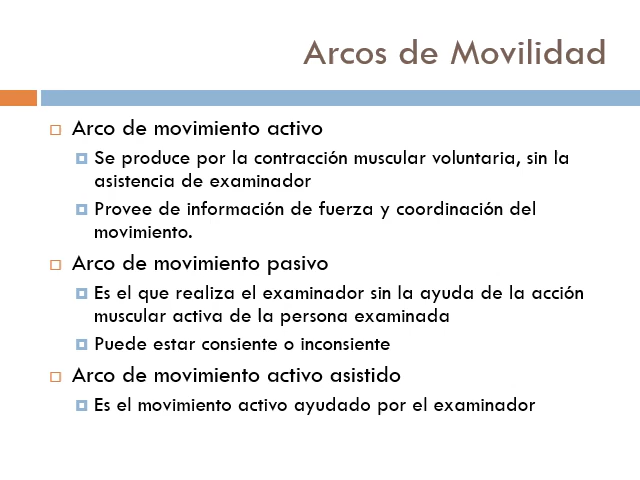 Arcos de Movilidad
Arco de movimiento activo
Se produce por la contracción muscular voluntaria, sin la
asistencia de examinador
Provee de información de fuerza y coordinación del
movimiento.
Arco de movimiento pasivo
Es el que realiza el examinador sin la ayuda de la acción
muscular activa de la persona examinada
Puede estar consiente o inconsiente
Arco de movimiento activo asistido
Es el movimiento activo ayudado por el examinador